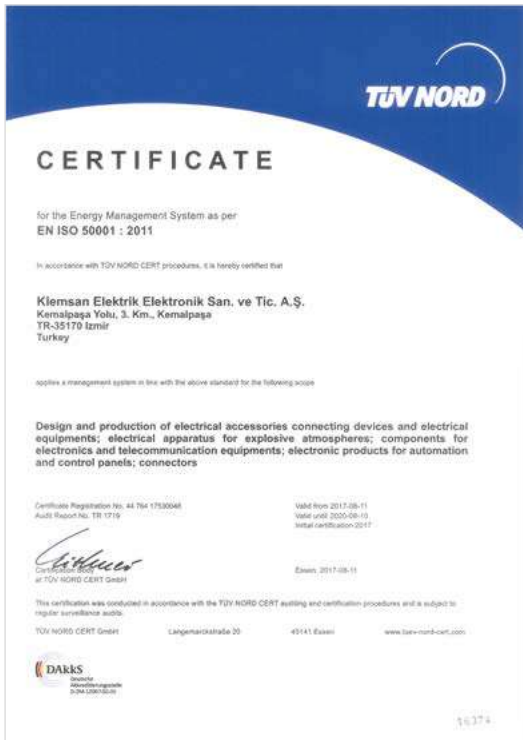 TÜV NORD
CERTIFICATE
for the Energy Management System as per
EN ISO 50001 : 2011
In accordance with TÜV NORD CERT procedures, it is hereby certified that
Klemsan Elektrik Elektronik San. ve Tic. A.Ş.
Kemalpaşa Yolu, 3. Km., Kemalpaşa
TR-35170 Izmir
Turkey
applies a management system in line with the above standard for the following scope
Design and production of electrical accessories connecting devices and electrical
equipments; electrical apparatus for explosive atmospheres; components for
electronics and telecommunication equipments; electronic products for automation
and control panels; connectors
Certificate Registration No. 44 764 17530046
Audit Report No. TR 1719
Valid from 2017-08-11
Valid until 2020-08-10
Initial certification 2017
Certification Body
at TÜV NORD CERT GmbH
Essen, 2017-08-11
This certification was conducted in accordance with the TÜV NORD CERT auditing and certification procedures and is subject to
regular surveillance audits.
TÜV NORD CERT GmbH Langemarckstraße 20 45141 Essen www.tuev-nord-cert.com
DAkkS
Deutsche
Akkreditierungsstelle
16374